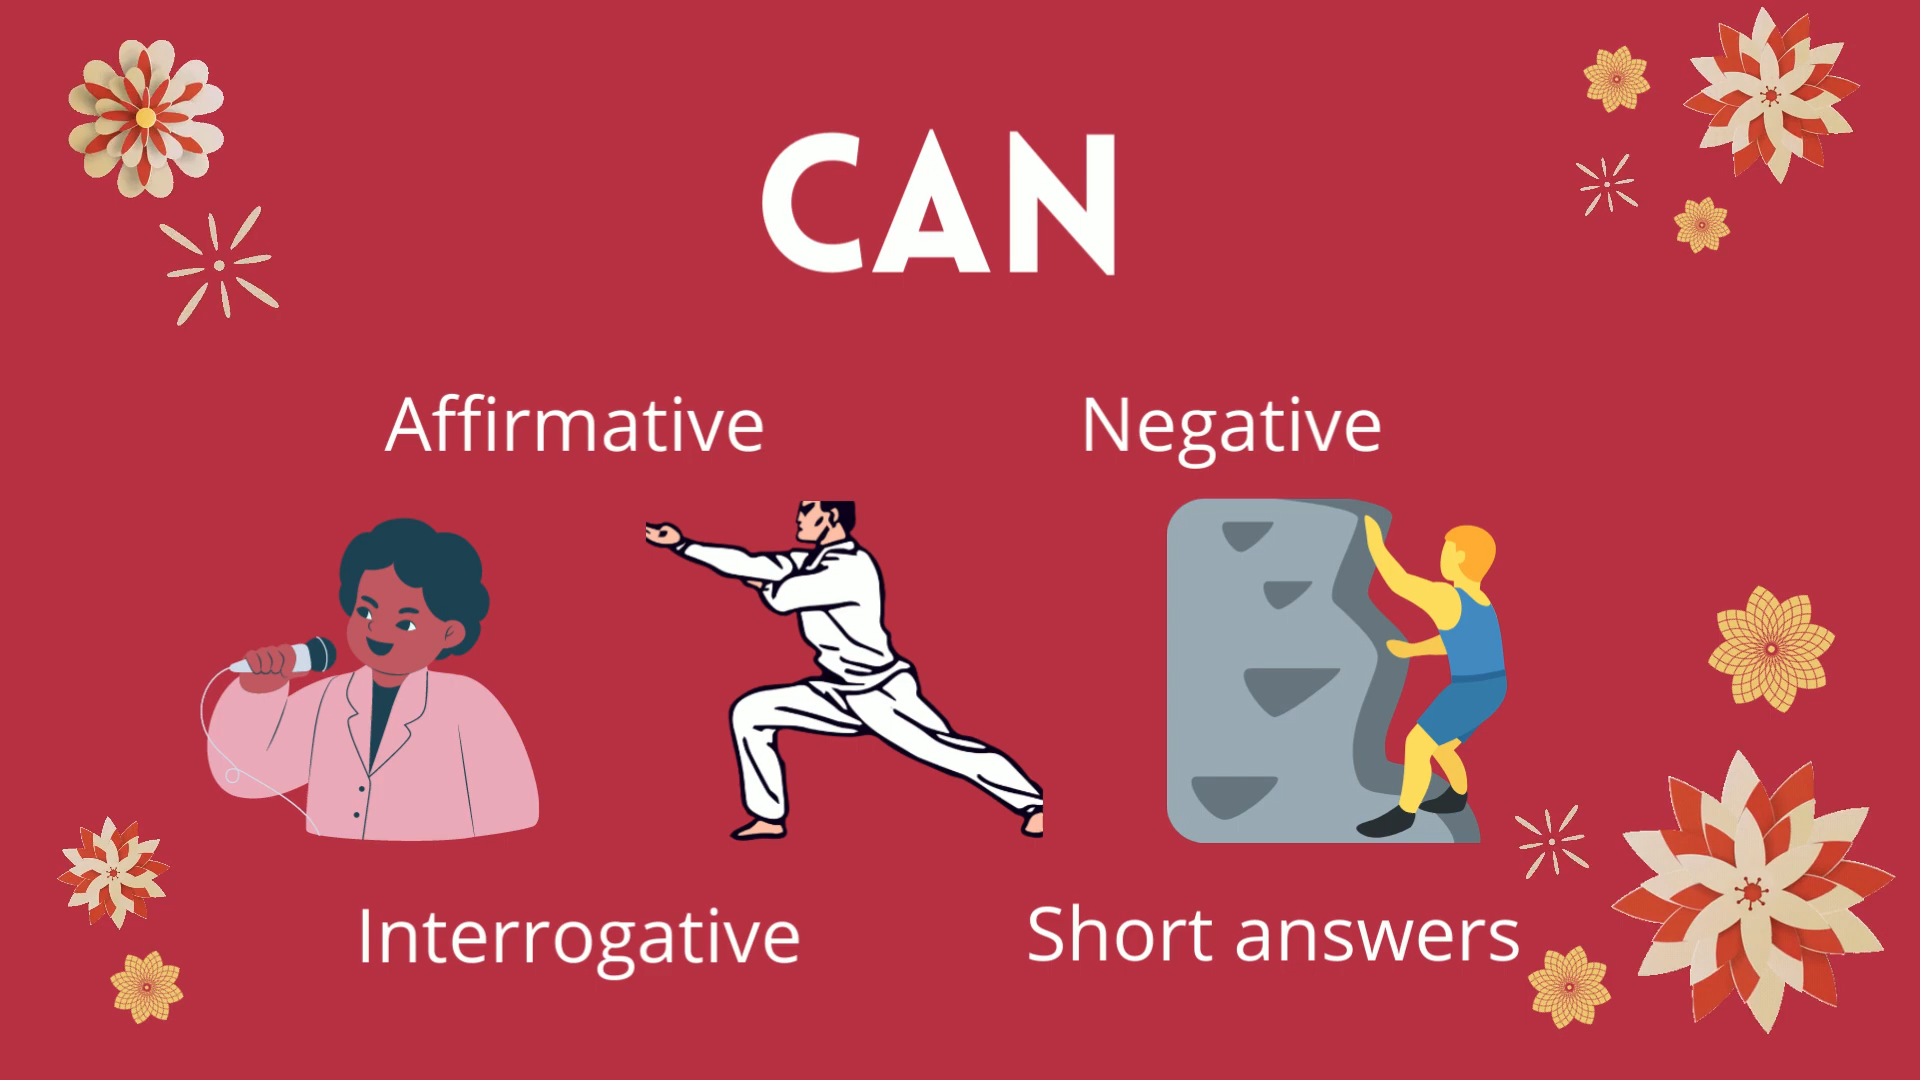 CAN
Affirmative
Negative
Interrogative
Short answers